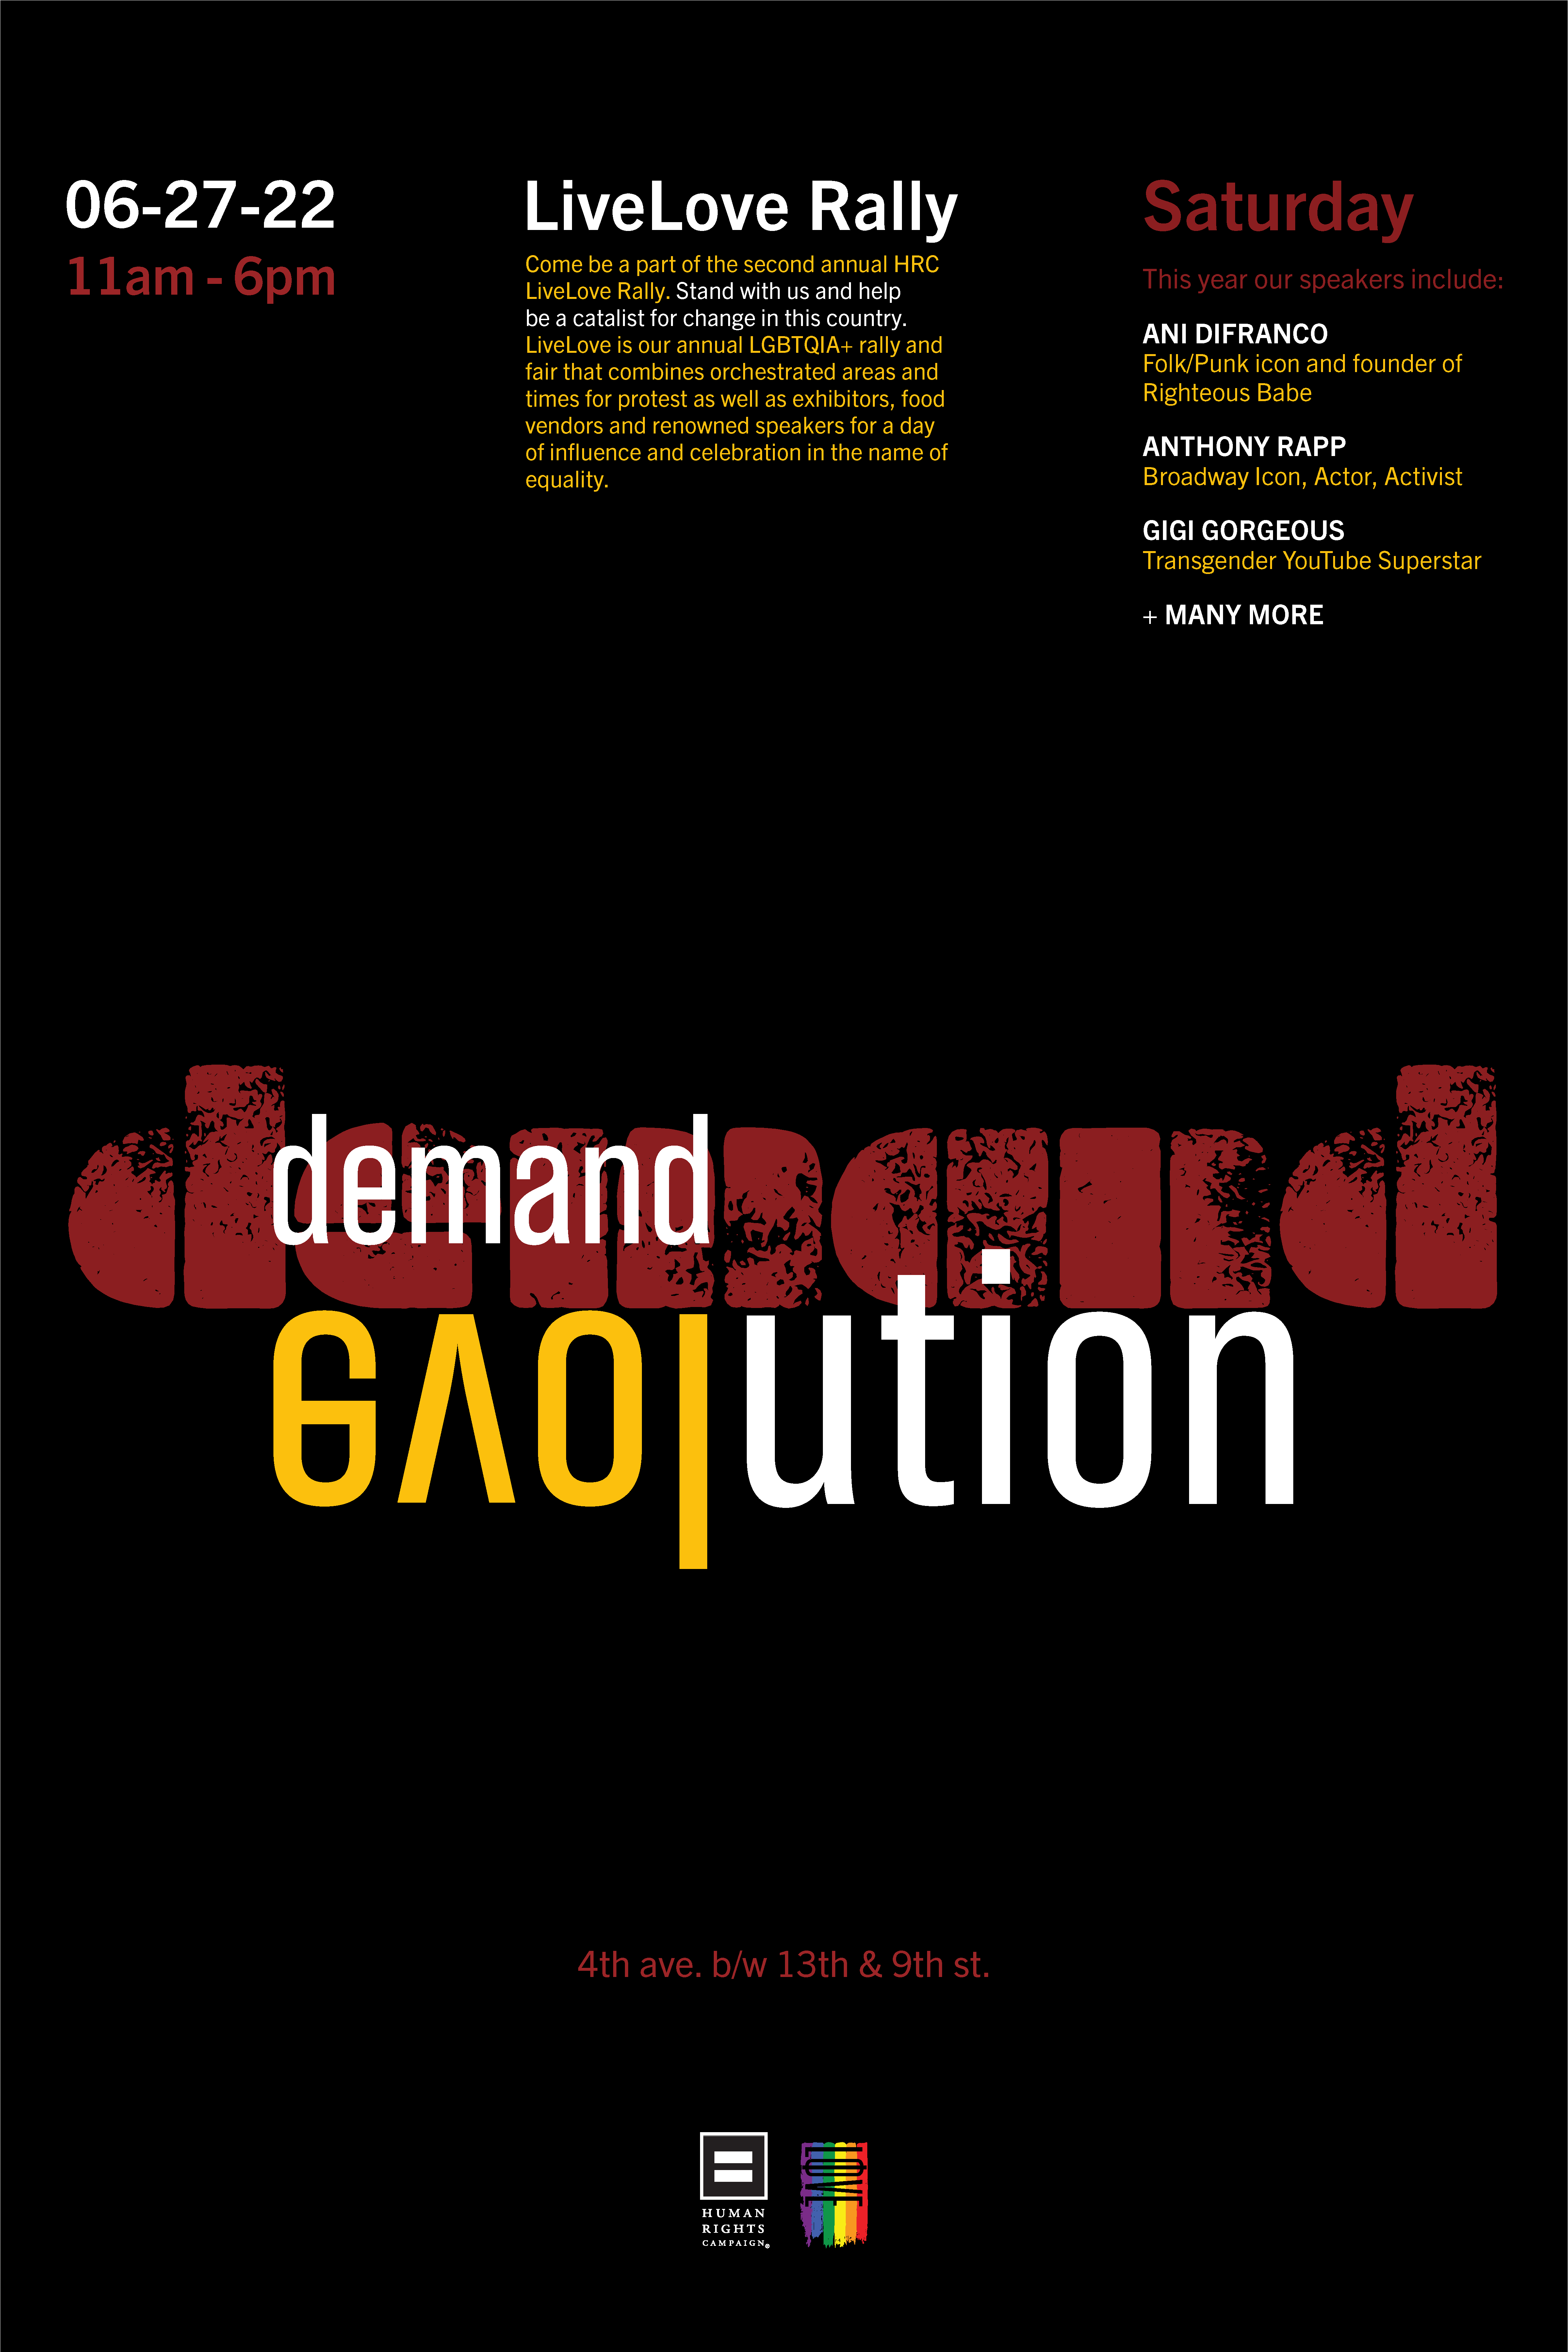 06-27-22
11am - 6pm
LiveLove Rally
Come be a part of the second annual HRC
LiveLove Rally. Stand with us and help
be a catalist for change in this country.
LiveLove is our annual LGBTQIA+ rally and
fair that combines orchestrated areas and
times for protest as well as exhibitors, food
vendors and renowned speakers for a day
of influence and celebration in the name of
equality.
Saturday
This year our speakers include:
ANI DIFRANCO
Folk/Punk icon and founder of
Righteous Babe
ANTHONY RAPP
Broadway Icon, Actor, Activist
GIGI GORGEOUS
Transgender YouTube Superstar
+ MANY MORE
demand
demand
evolution
4th ave. b/w 13th & 9th st.
HUMAN
RIGHTS
CAMPAIGN®
LOVE